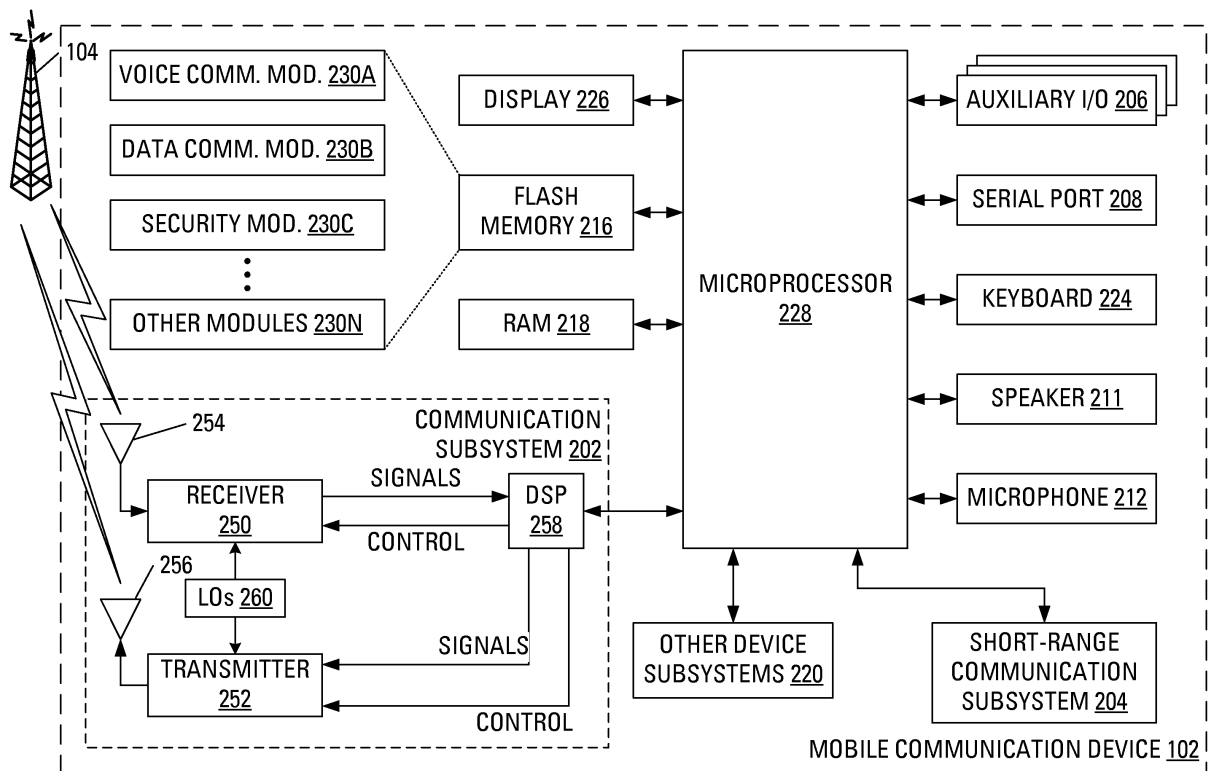 104
VOICE COMM. MOD. 230A
DATA COMM. MOD. 230B
SECURITY MOD. 230C
OTHER MODULES 230N
DISPLAY 226
FLASH
MEMORY 216
RAM 218
MICROPROCESSOR
228
AUXILIARY I/O 206
SERIAL PORT 208
KEYBOARD 224
SPEAKER 211
MICROPHONE 212
COMMUNICATION
SUBSYSTEM 202
254
RECEIVER
250
SIGNALS
CONTROL
DSP
258
256
LOs 260
TRANSMITTER
252
SIGNALS
CONTROL
OTHER DEVICE
SUBSYSTEMS 220
SHORT-RANGE
COMMUNICATION
SUBSYSTEM 204
MOBILE COMMUNICATION DEVICE 102